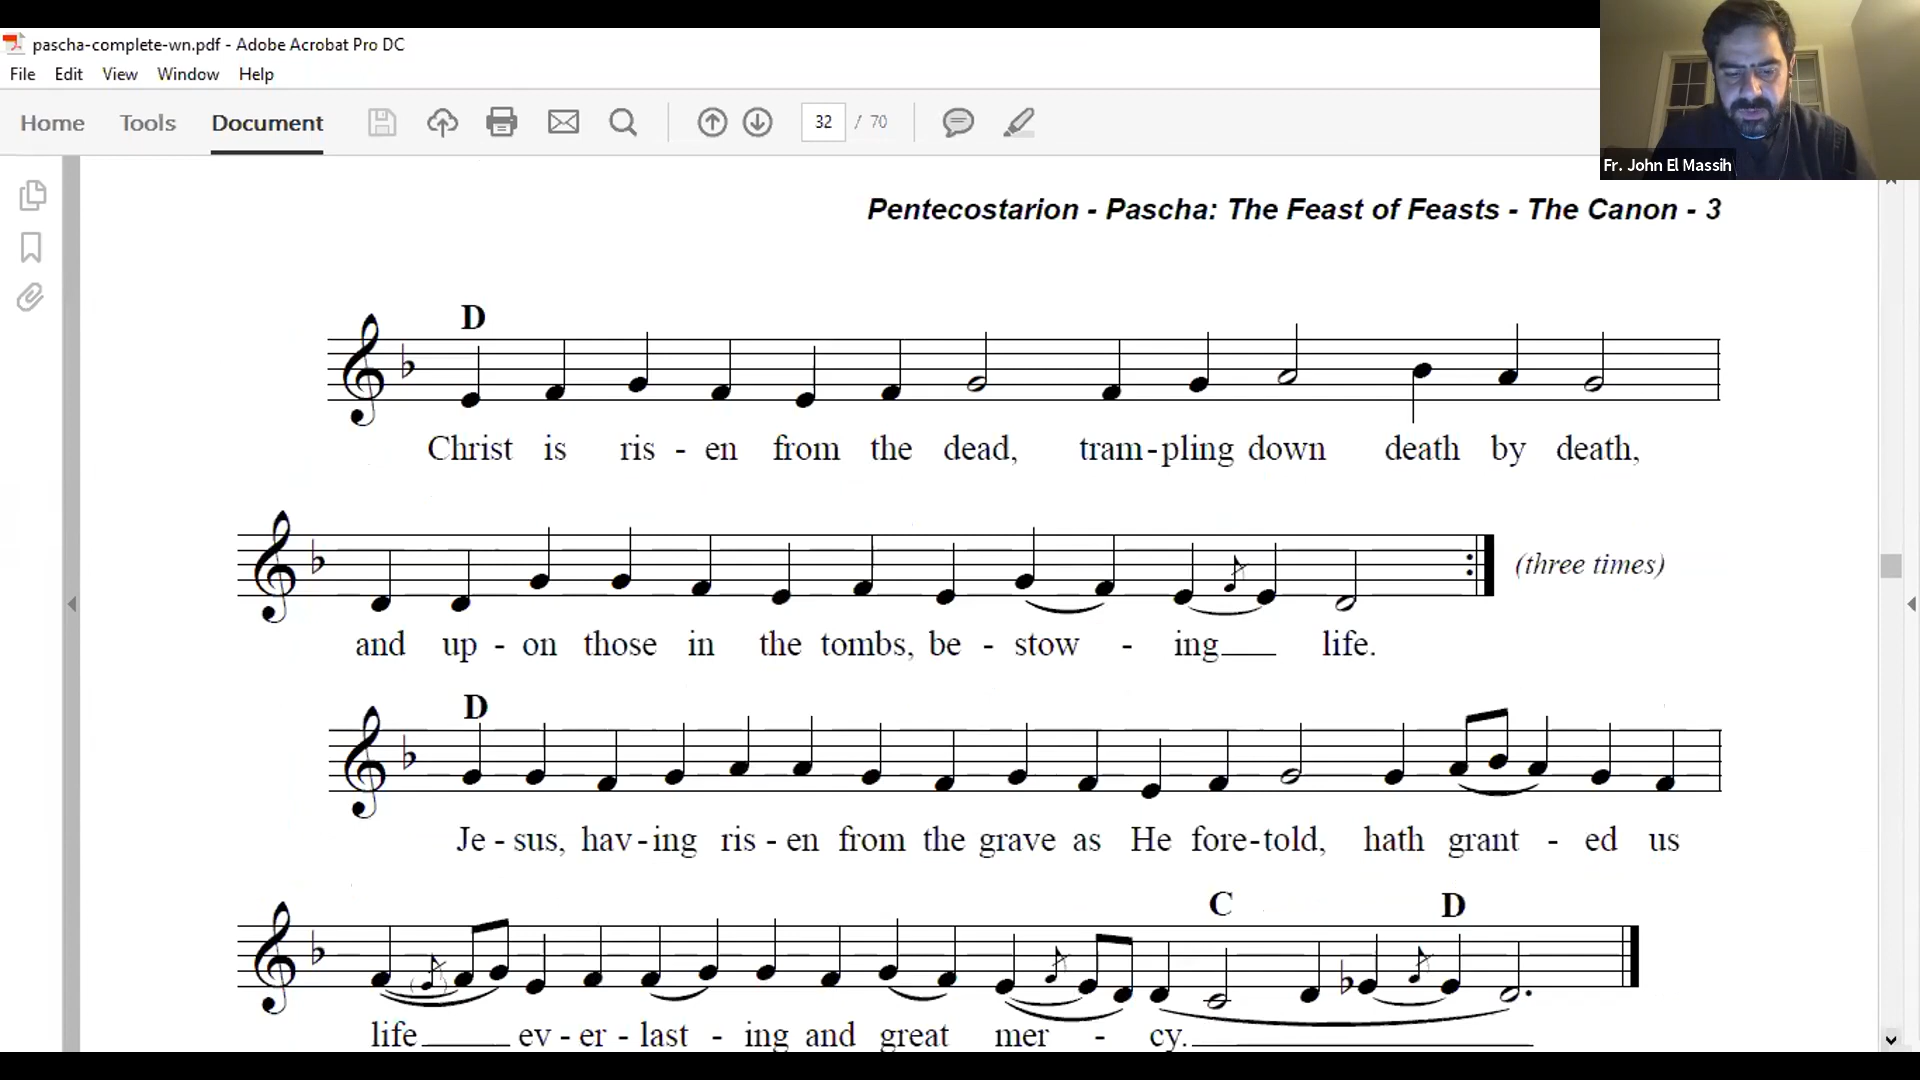 pascha-complete-wn.pdf - Adobe Acrobat Pro DC
File Edit View Window Help
Home Tools Document 32 / 70
Fr. John El Massih
Pentecostarion - Pascha: The Feast of Feasts - The Canon - 3
D
Christ is ris - en from the dead, tram-pling down death by death,
(three times)
and up - on those in the tombs, be - stow - ing life.
D
Je - sus, hav-ing ris - en from the grave as He fore-told, hath grant - ed us
C D
life ev - er - last - ing and great mer - cy.